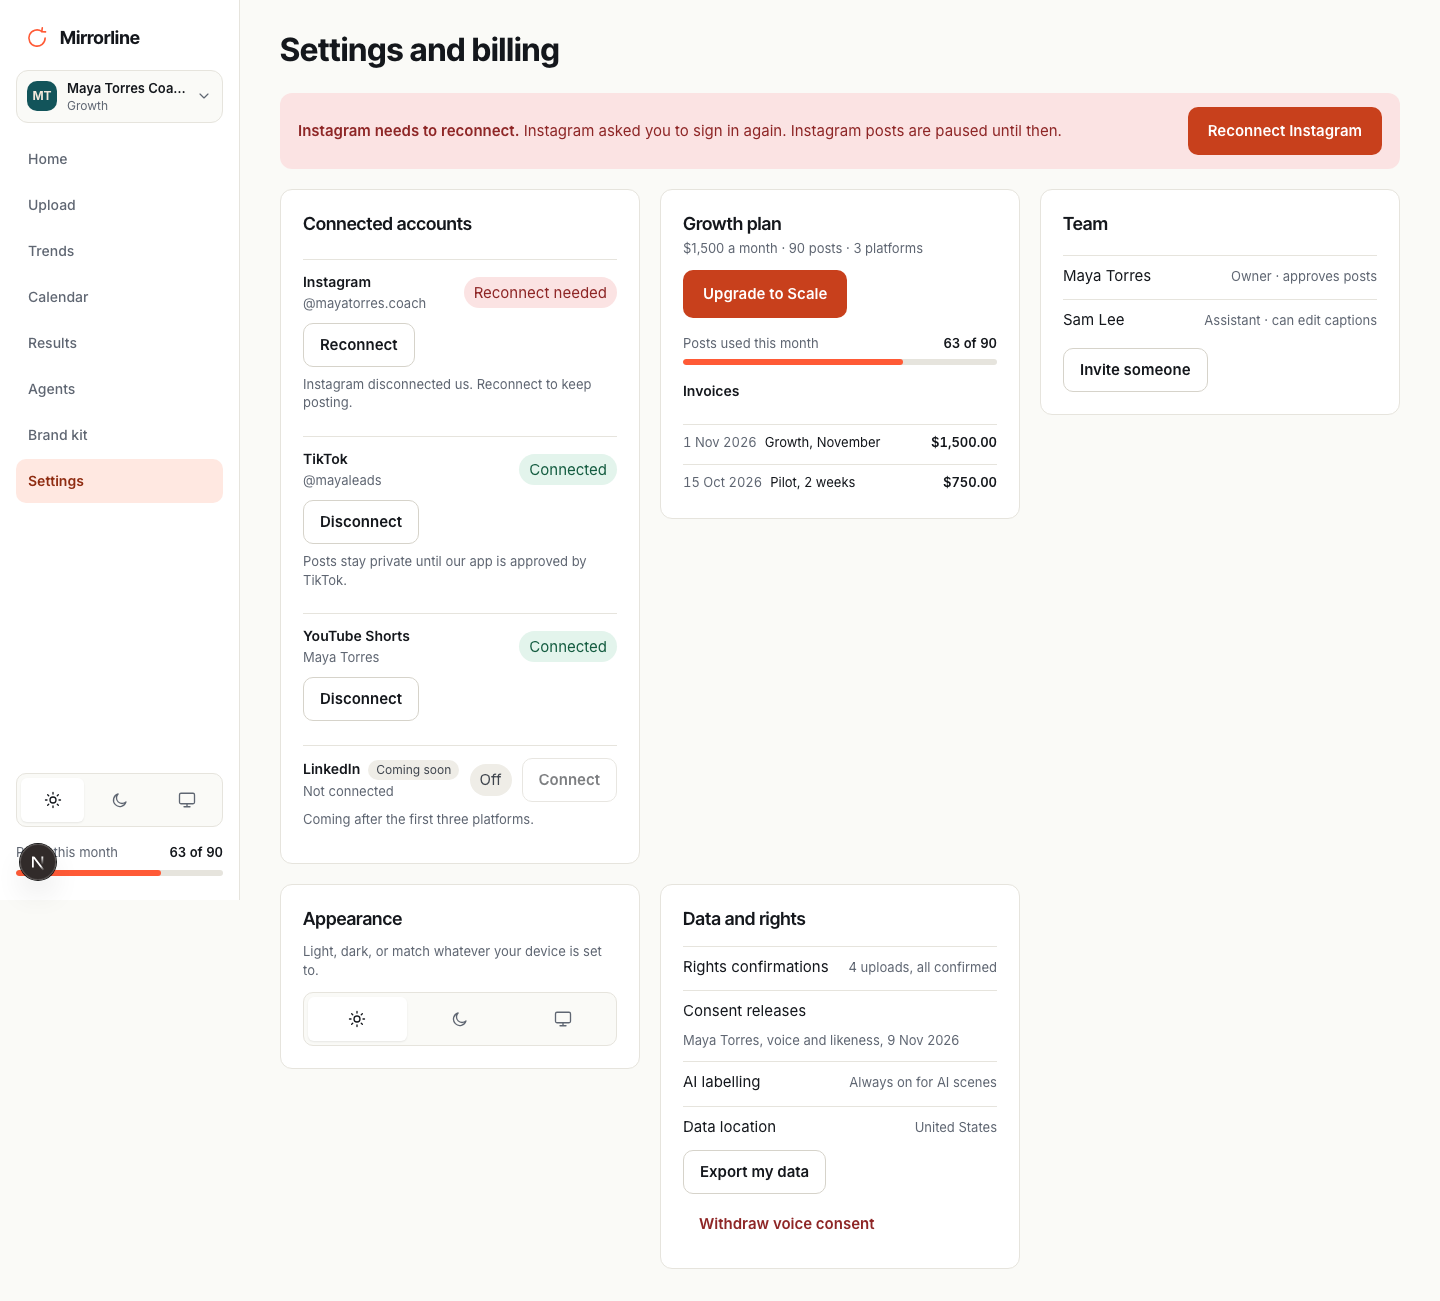 Mirrorline
MT
Maya Torres Coa...
Growth
Home
Upload
Trends
Calendar
Results
Agents
Brand kit
Settings
this month
63 of 90
N
Settings and billing
Instagram needs to reconnect. Instagram asked you to sign in again. Instagram posts are paused until then.
Reconnect Instagram
Connected accounts
Instagram
@mayatorres.coach
Reconnect needed
Reconnect
Instagram disconnected us. Reconnect to keep
posting.
TikTok
@mayaleads
Connected
Disconnect
Posts stay private until our app is approved by
TikTok.
YouTube Shorts
Maya Torres
Connected
Disconnect
LinkedIn
Coming soon
Not connected
Off
Connect
Coming after the first three platforms.
Growth plan
$1,500 a month · 90 posts · 3 platforms
Upgrade to Scale
Posts used this month
63 of 90
Invoices
1 Nov 2026 Growth, November $1,500.00
15 Oct 2026 Pilot, 2 weeks $750.00
Team
Maya Torres Owner · approves posts
Sam Lee Assistant · can edit captions
Invite someone
Appearance
Light, dark, or match whatever your device is set
to.
Data and rights
Rights confirmations 4 uploads, all confirmed
Consent releases
Maya Torres, voice and likeness, 9 Nov 2026
AI labelling Always on for AI scenes
Data location United States
Export my data
Withdraw voice consent